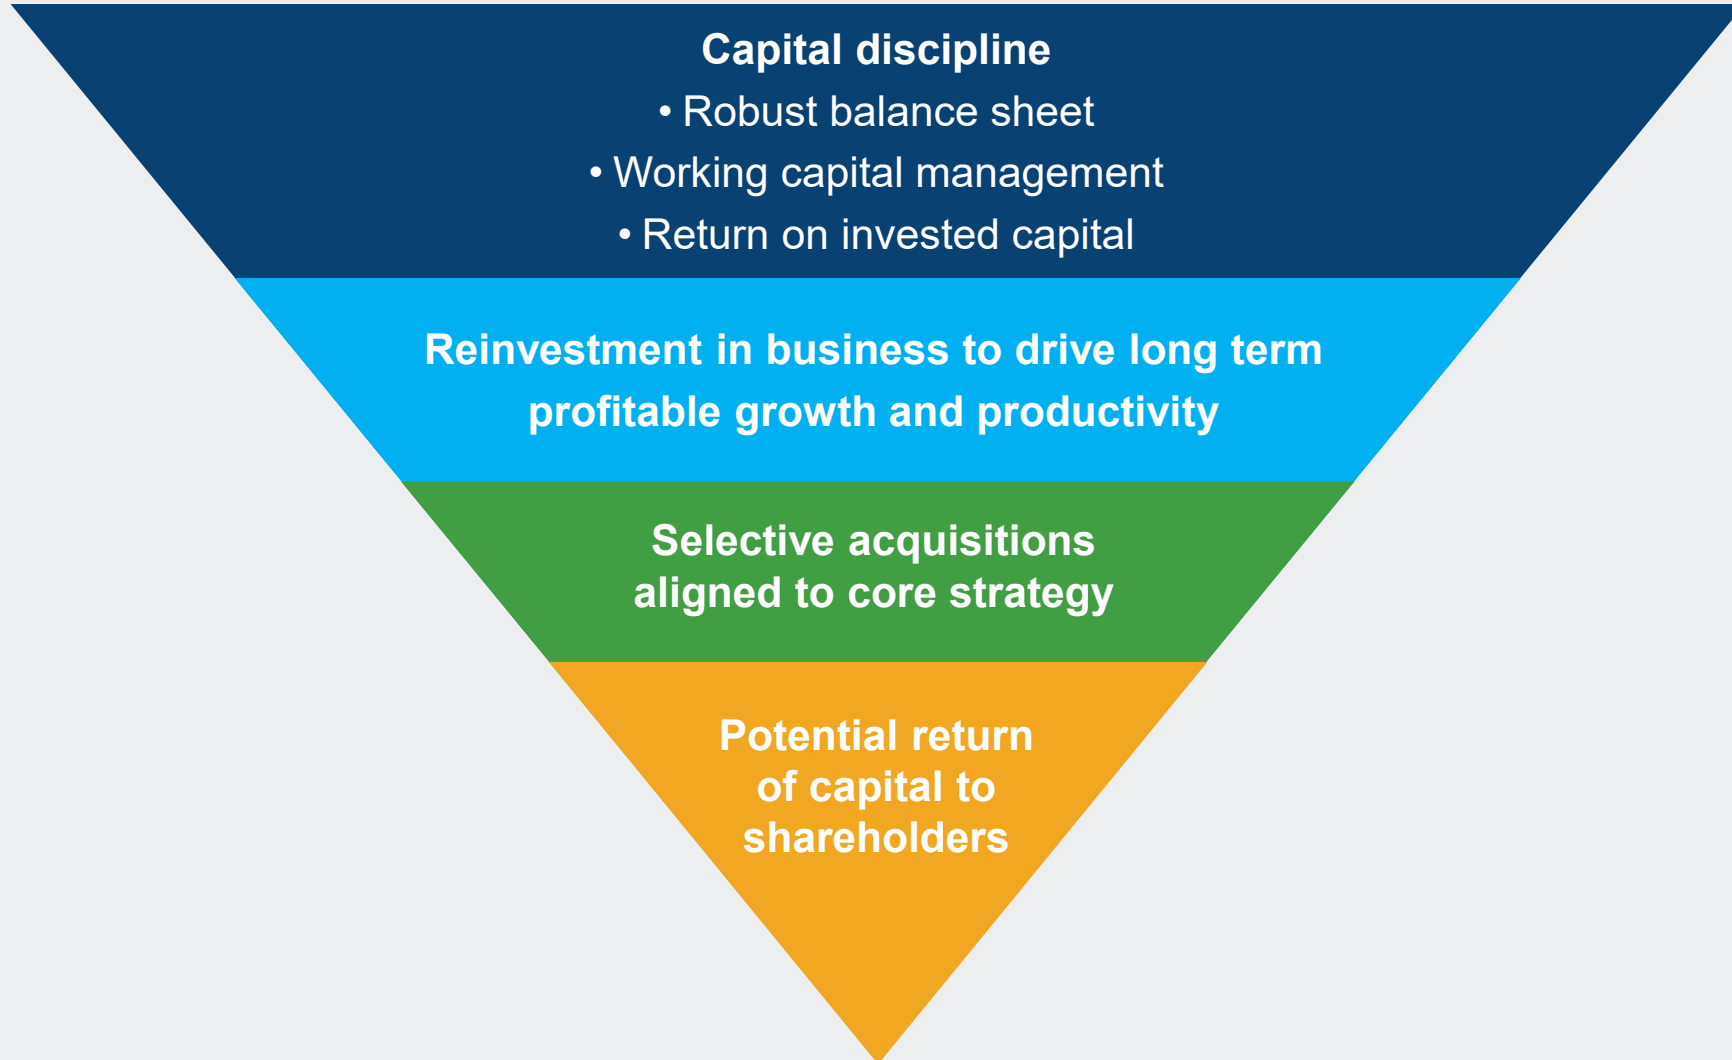 Capital discipline
• Robust balance sheet
• Working capital management
• Return on invested capital
Reinvestment in business to drive long term
profitable growth and productivity
Selective acquisitions
aligned to core strategy
Potential return
of capital to
shareholders